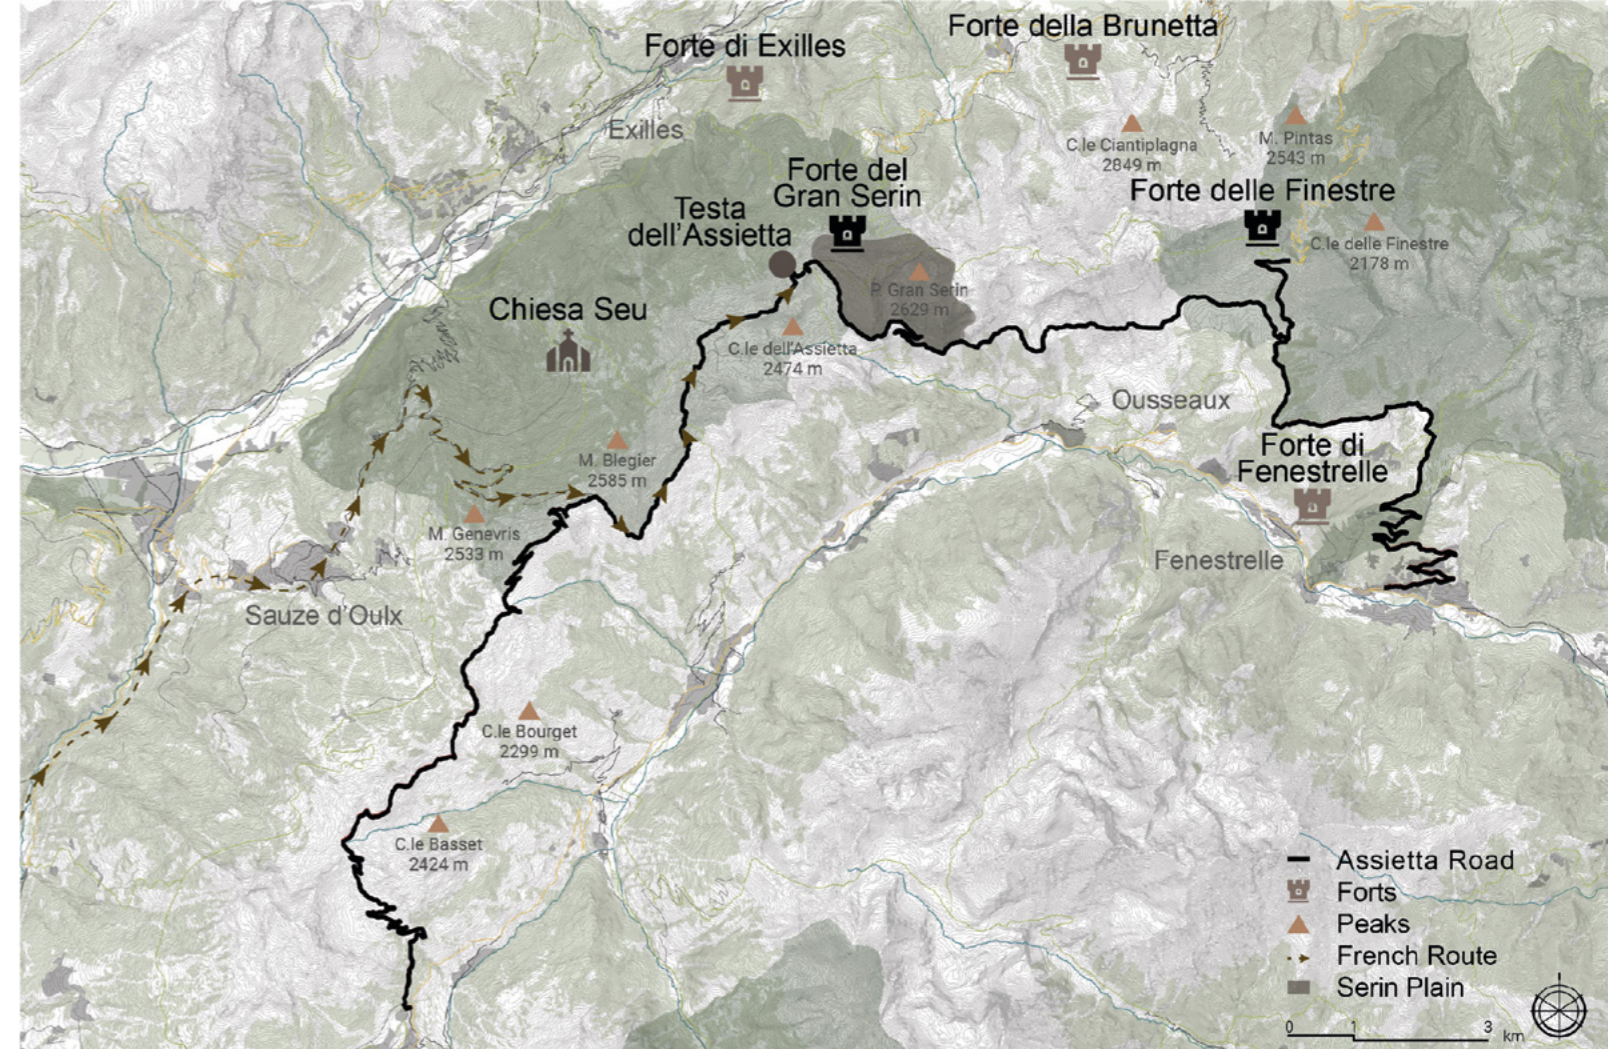 Forte della Brunetta
Forte di Exilles
Exilles
C.le Ciantiplagna
2849 m
M. Pintas
2543 m
Forte del
Gran Serin
Forte delle Finestre
Testa
dell'Assietta
C.le delle Finestre
2178 m
P. Gran Serin
2629 m
Chiesa Seu
C.le dell'Assietta
2474 m
Ousseaux
Forte di
Fenestrelle
M. Blegier
2585 m
M. Genevris
2533 m
Fenestrelle
Sauze d'Oulx
C.le Bourget
2299 m
C.le Basset
2424 m
Assietta Road
Forts
Peaks
French Route
Serin Plain
0 1 3 km